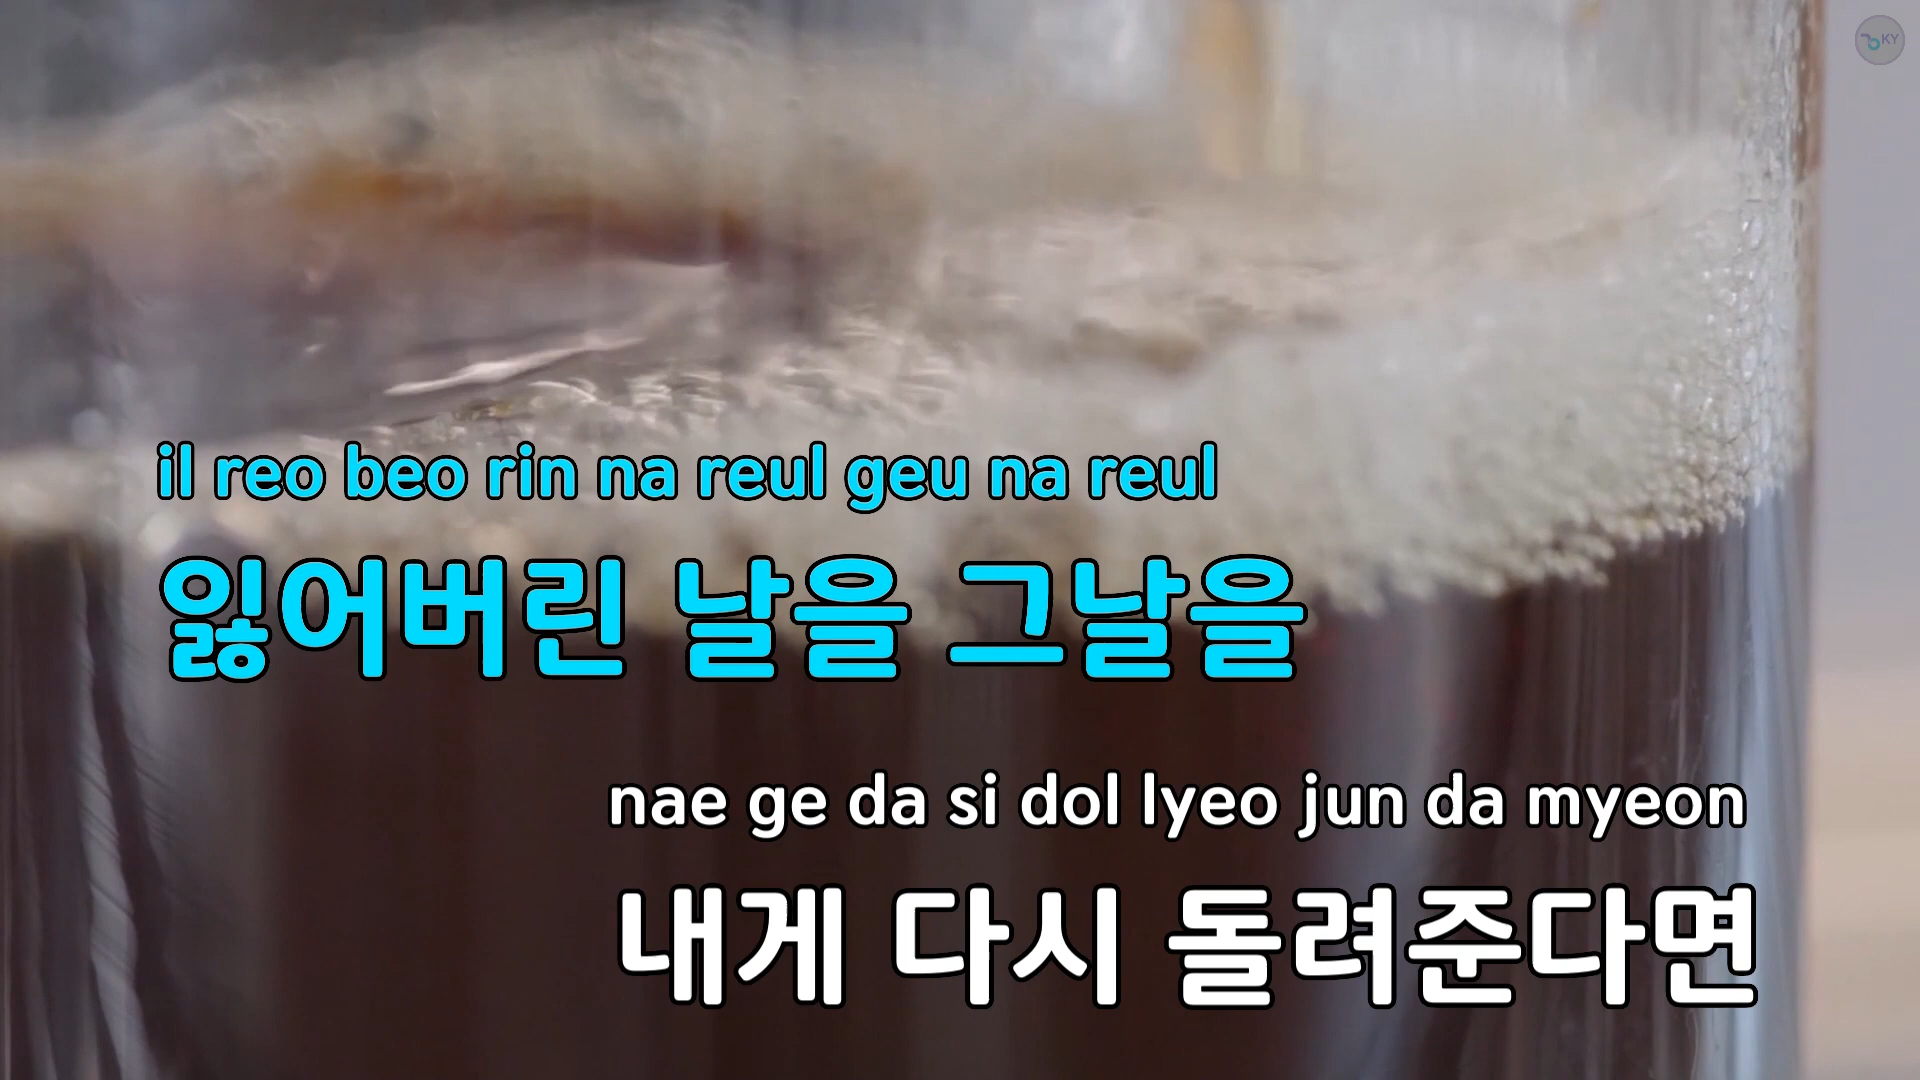 KY
il reo beo rin na reul geu na reul
잃어버린 날을 그날을
nae ge da si dol lyeo jun da myeon
내게 다시 돌려준다면